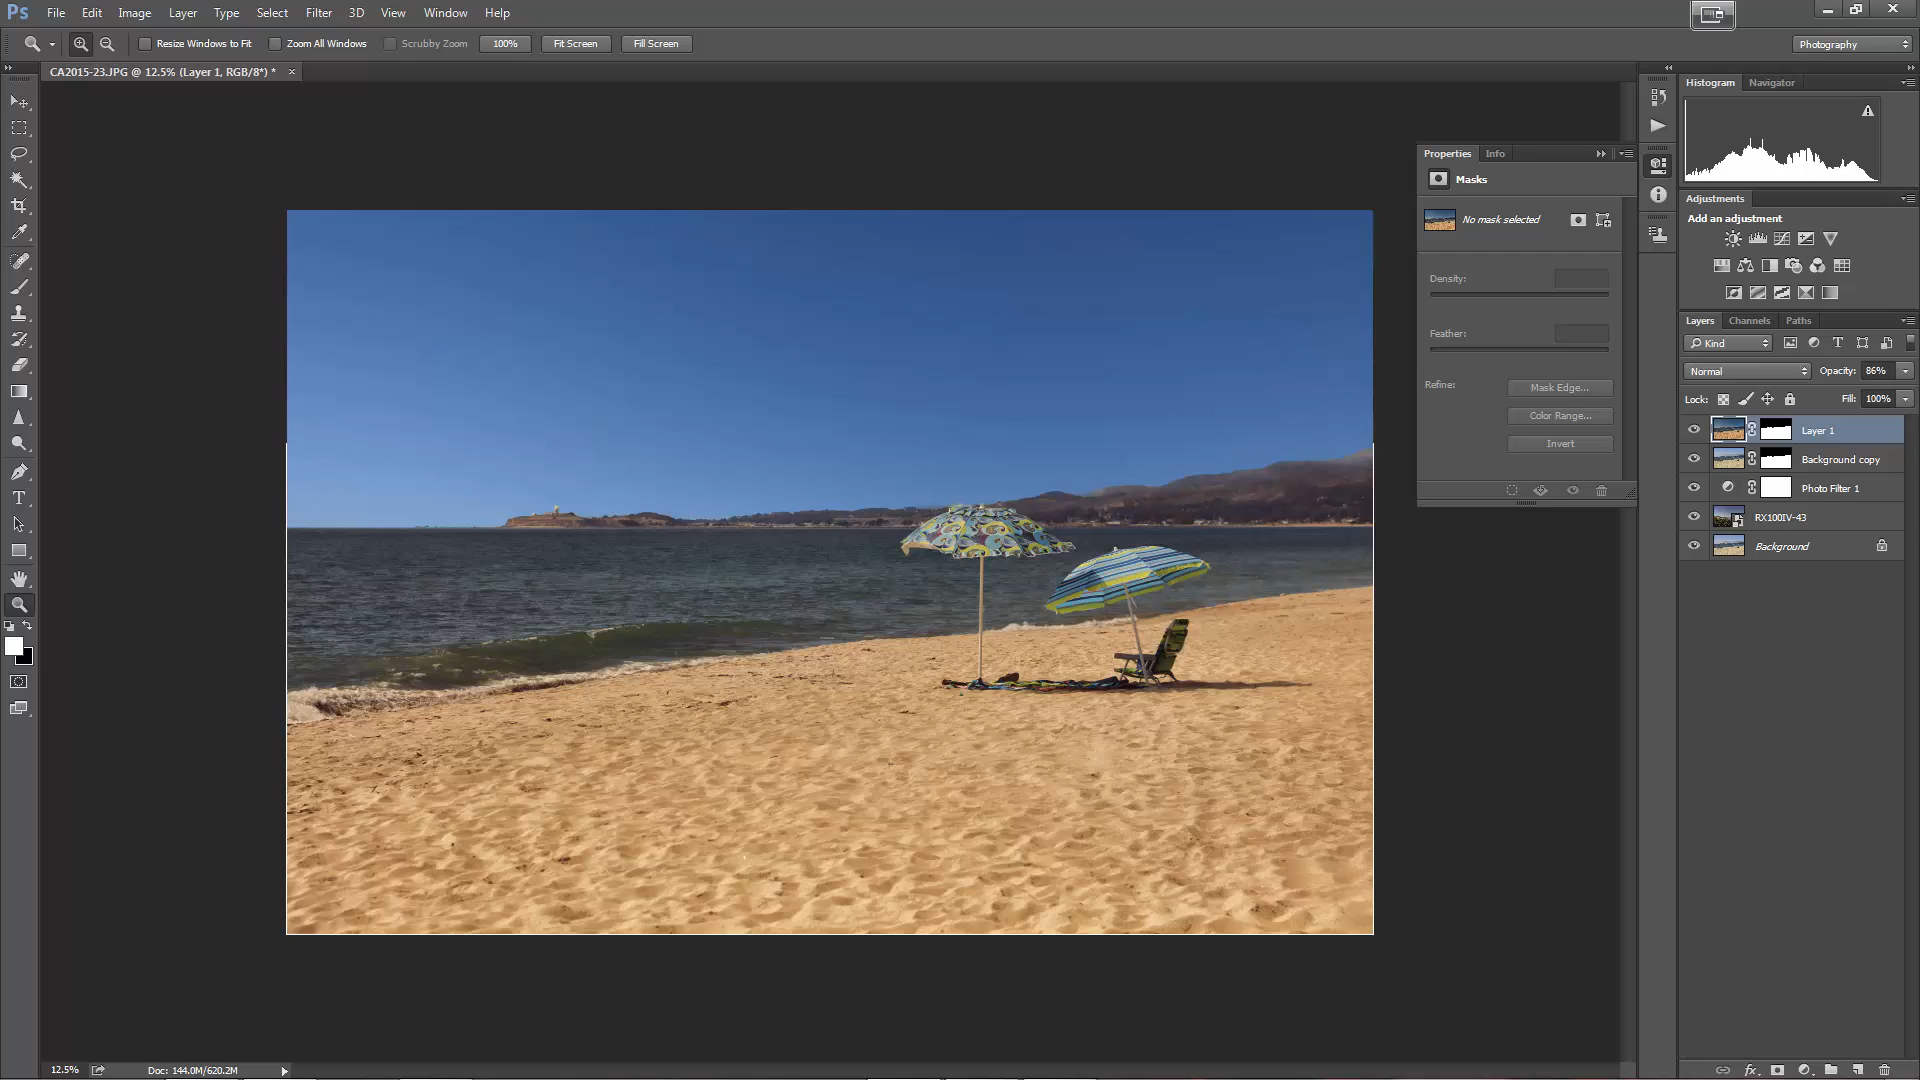 Ps File Edit Image Layer Type Select Filter 3D View Window Help
Resize Windows to Fit Zoom All Windows Scrubby Zoom 100% Fit Screen Fill Screen Photography
CA2015-23.JPG @ 12.5% (Layer 1, RGB/8*) *
Histogram Navigator
Properties Info
Masks
No mask selected
Density:
Feather:
Refine:
Mask Edge...
Color Range...
Invert
Adjustments
Add an adjustment
Layers Channels Paths
Kind
Normal Opacity: 86%
Lock: Fill: 100%
Layer 1
Background copy
Photo Filter 1
RX100IV-43
Background
12.5% Doc: 144.0M/620.2M